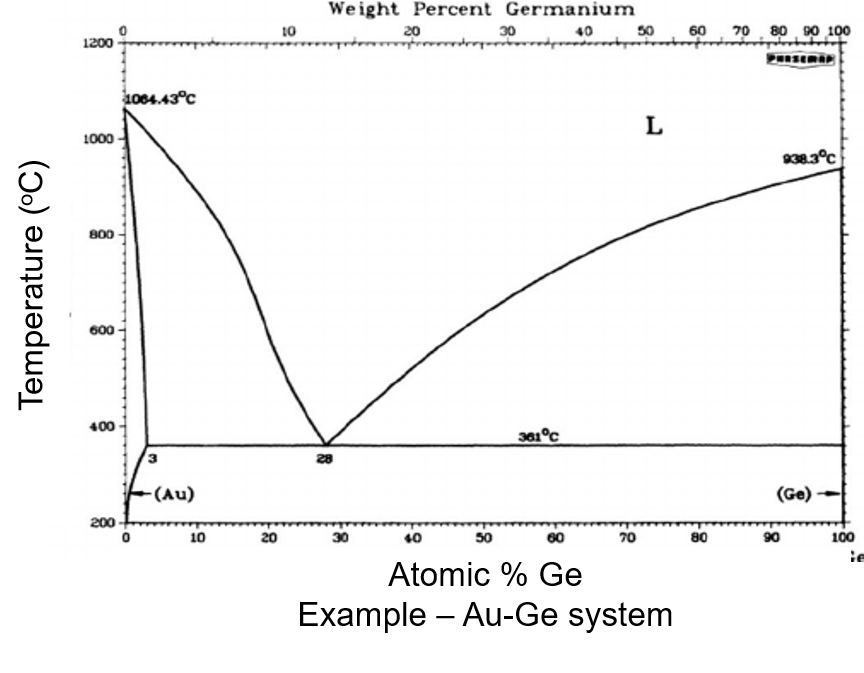 Weight Percent Germanium
0 10 20 30 40 50 60 70 80 90 100
1200
PHASEMAP
1064.43°C
L
1000
938.3°C
800
Temperature (°C)
600
400
361°C
3
28
(Au)
(Ge)
200
0 10 20 30 40 50 60 70 80 90 100
Atomic % Ge
Example – Au-Ge system